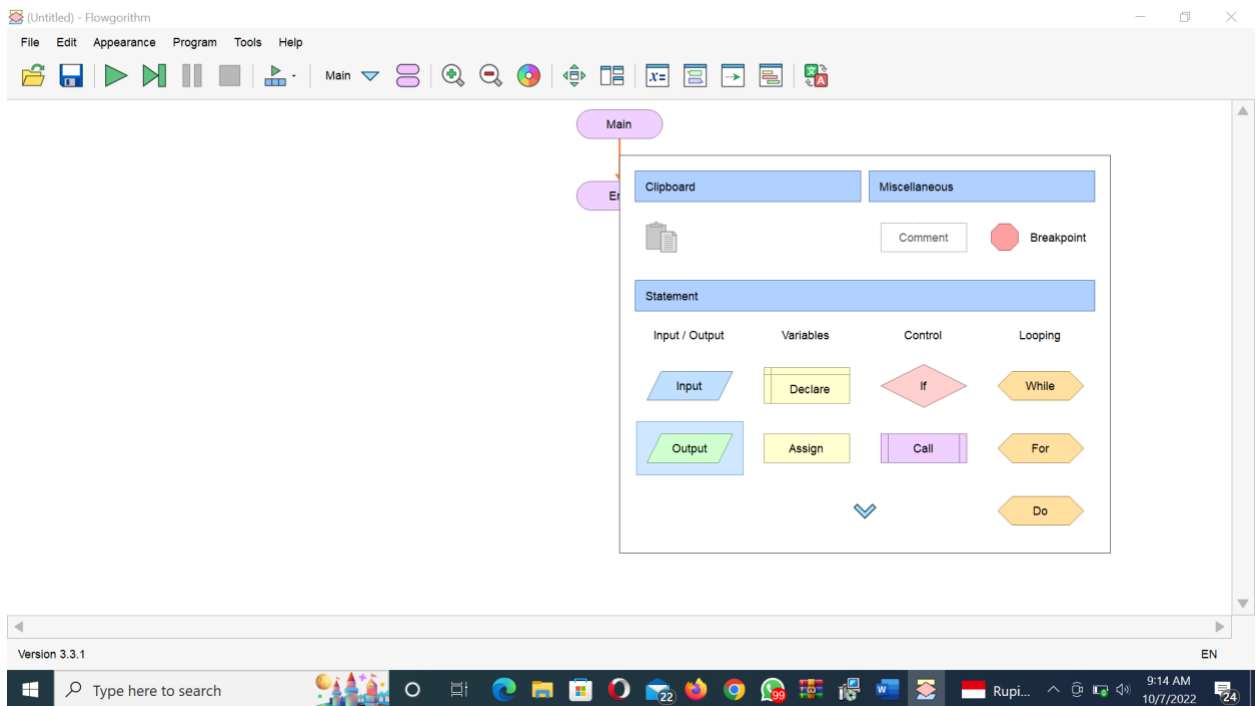 (Untitled) - Flowgorithm
File Edit Appearance Program Tools Help
Main
x=
Main
Clipboard Miscellaneous
Comment Breakpoint
Statement
Input / Output Variables Control Looping
Input Declare If While
Output Assign Call For
Do
Version 3.3.1 EN
Type here to search 22 99 Rupi... 9:14 AM
10/7/2022 24